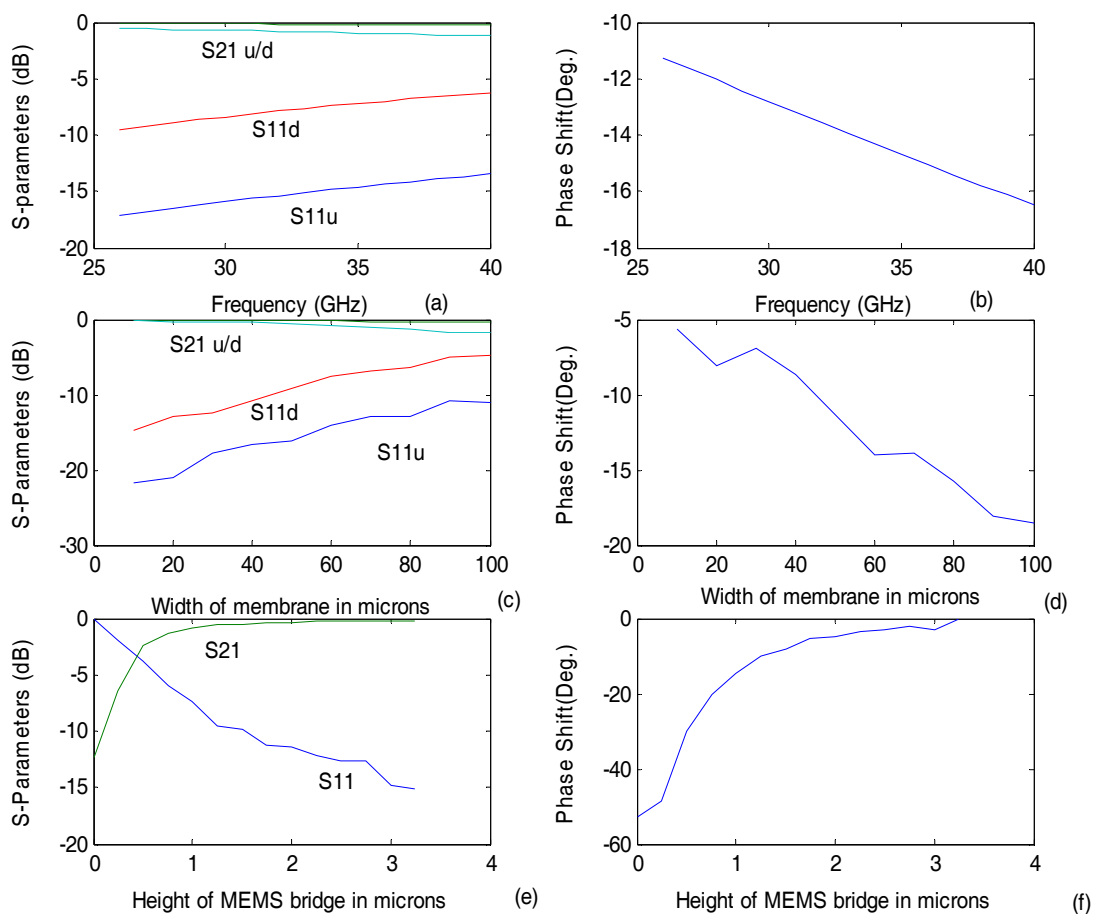 S-parameters (dB)
0
-5
-10
-15
-20
S21 u/d
S11d
S11u
25 30 35 40
Frequency (GHz) (a)
Phase Shift(Deg.)
-10
-12
-14
-16
-18
25 30 35 40
Frequency (GHz) (b)
S-Parameters (dB)
0
-10
-20
-30
S21 u/d
S11d
S11u
0 20 40 60 80 100
Width of membrane in microns (c)
Phase Shift(Deg.)
-5
-10
-15
-20
0 20 40 60 80 100
Width of membrane in microns (d)
S-Parameters (dB)
0
-5
-10
-15
-20
S21
S11
0 1 2 3 4
Height of MEMS bridge in microns (e)
Phase Shift(Deg.)
0
-20
-40
-60
0 1 2 3 4
Height of MEMS bridge in microns (f)